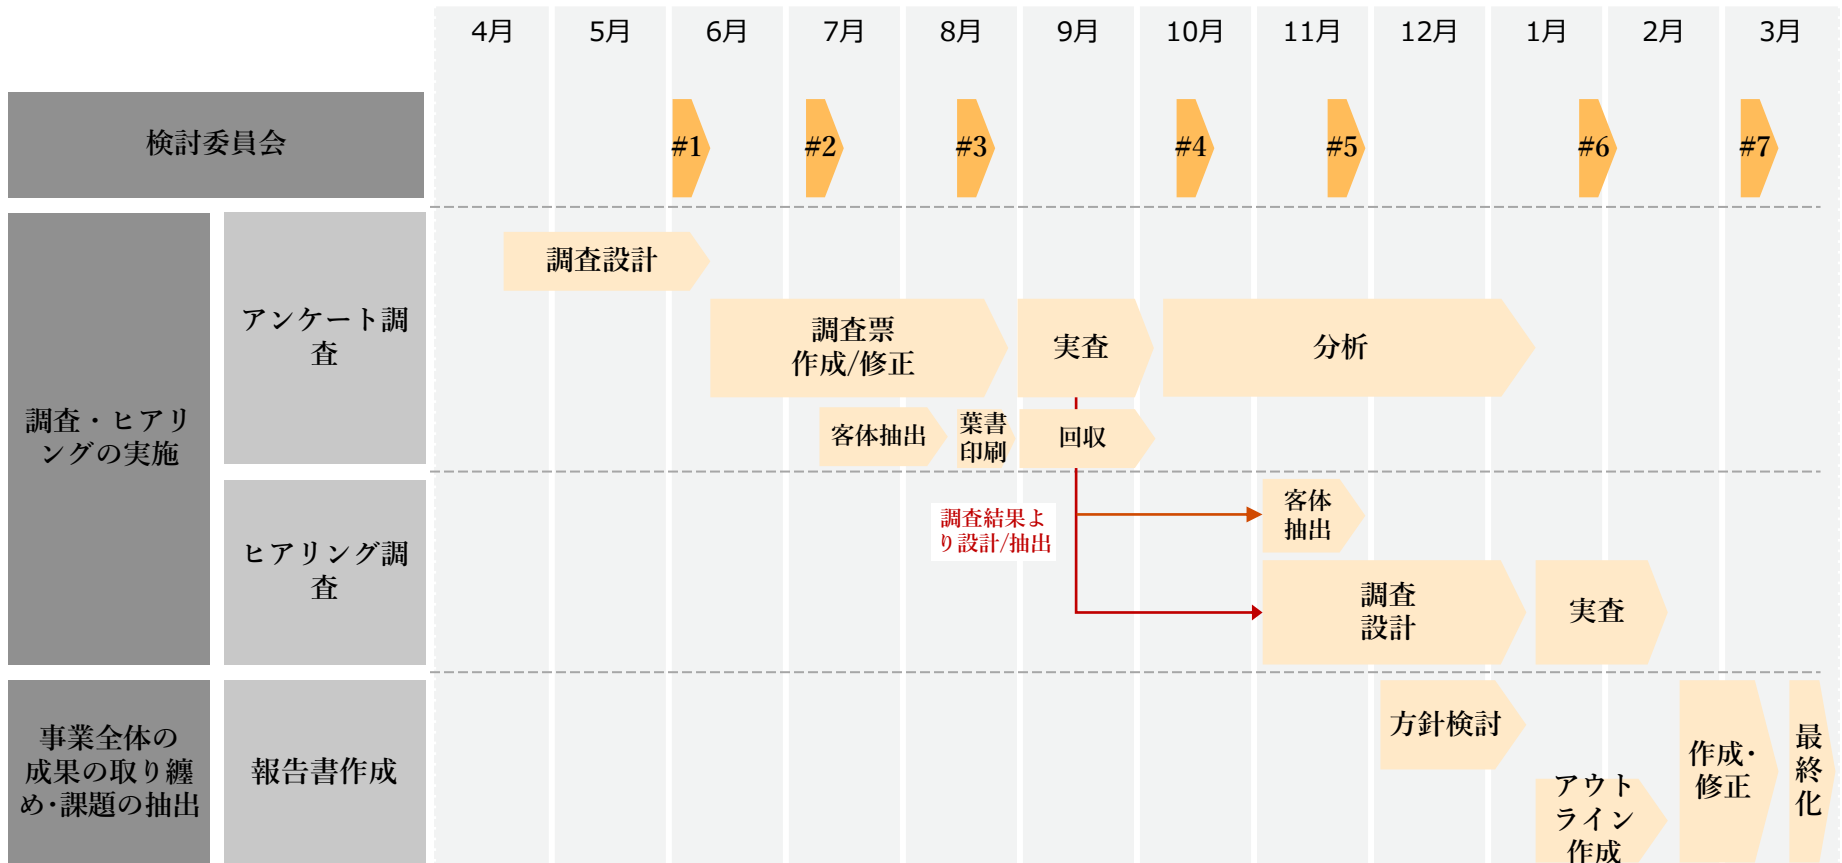 4月 5月 6月 7月 8月 9月 10月 11月 12月 1月 2月 3月
検討委員会
#1 #2 #3 #4 #5 #6 #7
調査・ヒアリ
ングの実施
アンケート調
査
調査設計
調査票
作成/修正
実査
分析
客体抽出
葉書
印刷
回収
ヒアリング調
査
調査結果よ
り設計/抽出
客体
抽出
調査
設計
実査
事業全体の
成果の取り纏
め・課題の抽出
報告書作成
方針検討
アウト
ライン
作成
作成・
修正
最
終
化